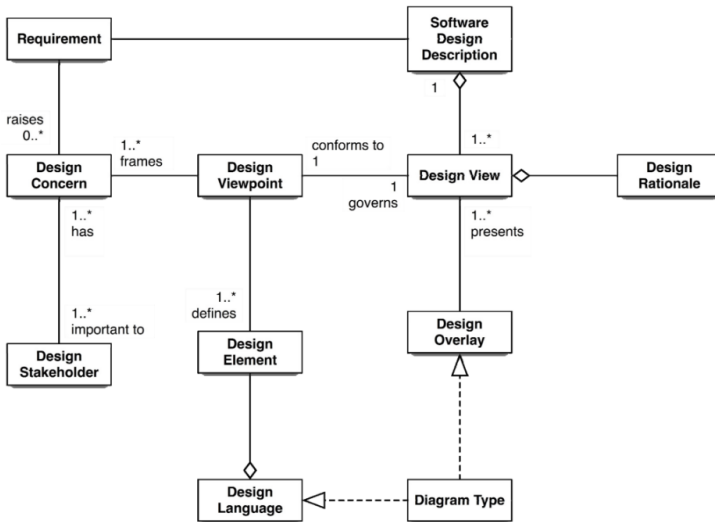 Software
Design
Description
Requirement
1
raises
0..*
1..*
frames
conforms to
1
1..*
Design
Concern
Design
Viewpoint
Design View
Design
Rationale
1
governs
1..*
has
1..*
presents
1..*
defines
1..*
important to
Design
Stakeholder
Design
Element
Design
Overlay
Design
Language
Diagram Type